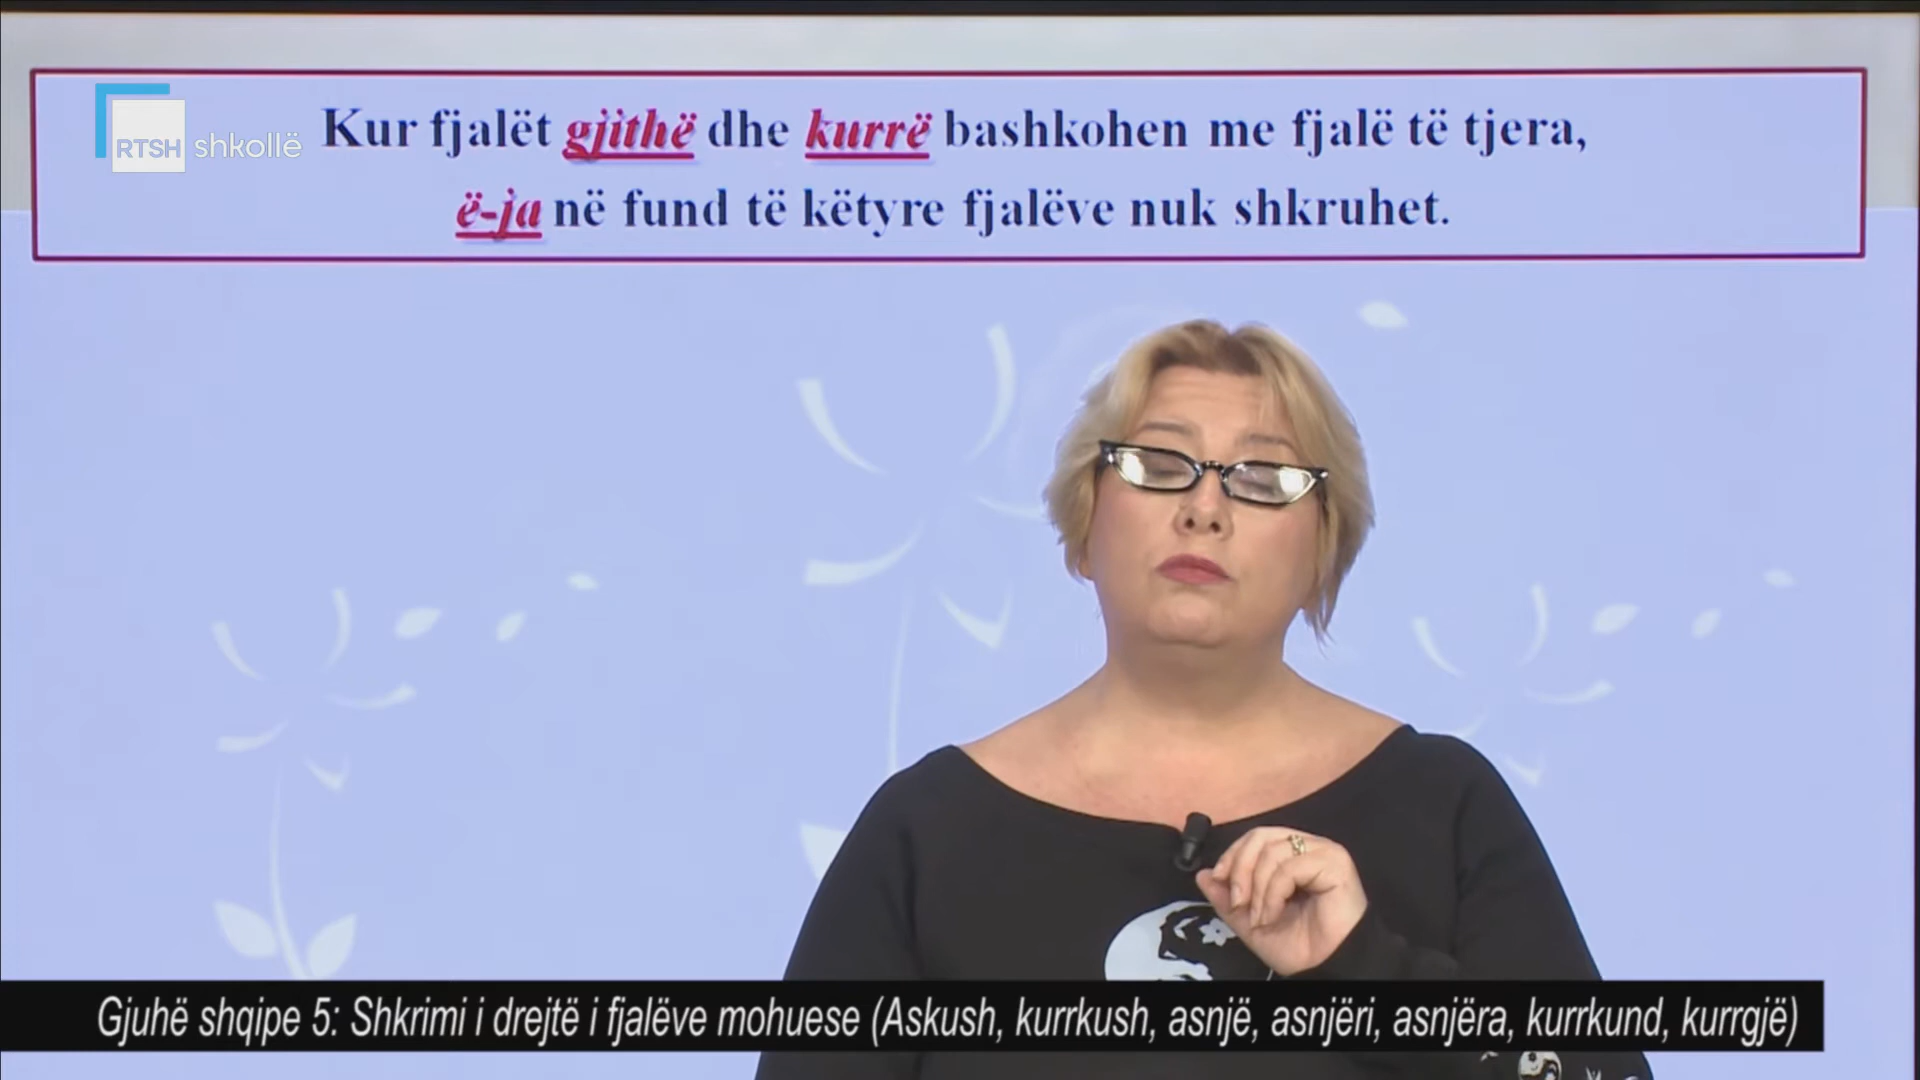 Kur fjalët gjithë dhe kurrë bashkohen me fjalë të tjera,
ë-ja në fund të këtyre fjalëve nuk shkruhet.
RTSH shkollë
Gjuhë shqipe 5: Shkrimi i drejtë i fjalëve mohuese (Askush, kurrkush, asnjë, asnjëri, asnjëra, kurrkund, kurrgjë)